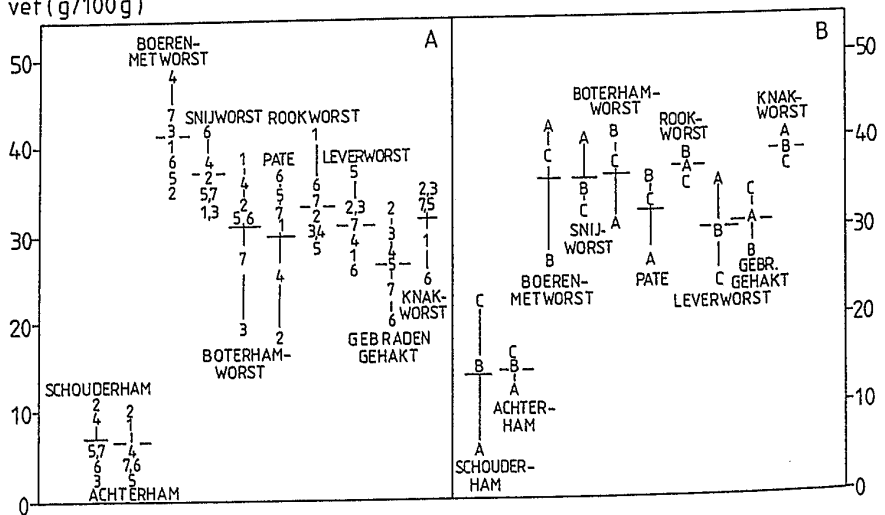 vet (g/100 g)
A
B
50
40
30
20
10
0
BOEREN-
METWORST
4
7
3
1
6
5
2
SNIJWORST
6
4
2
5,7
1,3
1
4
2
5,6
7
3
BOTERHAM-
WORST
PATE
6
5
7
1
4
2
ROOKWORST
1
6
7
2
3,4
5
LEVERWORST
5
2,3
7
4
1
6
2
3
4
5
7
6
GEBRADEN
GEHAKT
2,3
7,5
1
6
KNAK-
WORST
SCHOUDERHAM
2
4
5,7
6
3
2
1
4
7,6
5
ACHTERHAM
C
B
A
SCHOUDER-
HAM
C
B
A
ACHTER-
HAM
A
C
B
BOEREN-
METWORST
A
B
C
SNIJ-
WORST
BOTERHAM-
WORST
B
C
A
B
C
A
PATE
ROOK-
WORST
B
A
C
A
B
C
LEVERWORST
C
A
B
GEBR.
GEHAKT
KNAK-
WORST
A
B
C
50
40
30
20
10
0